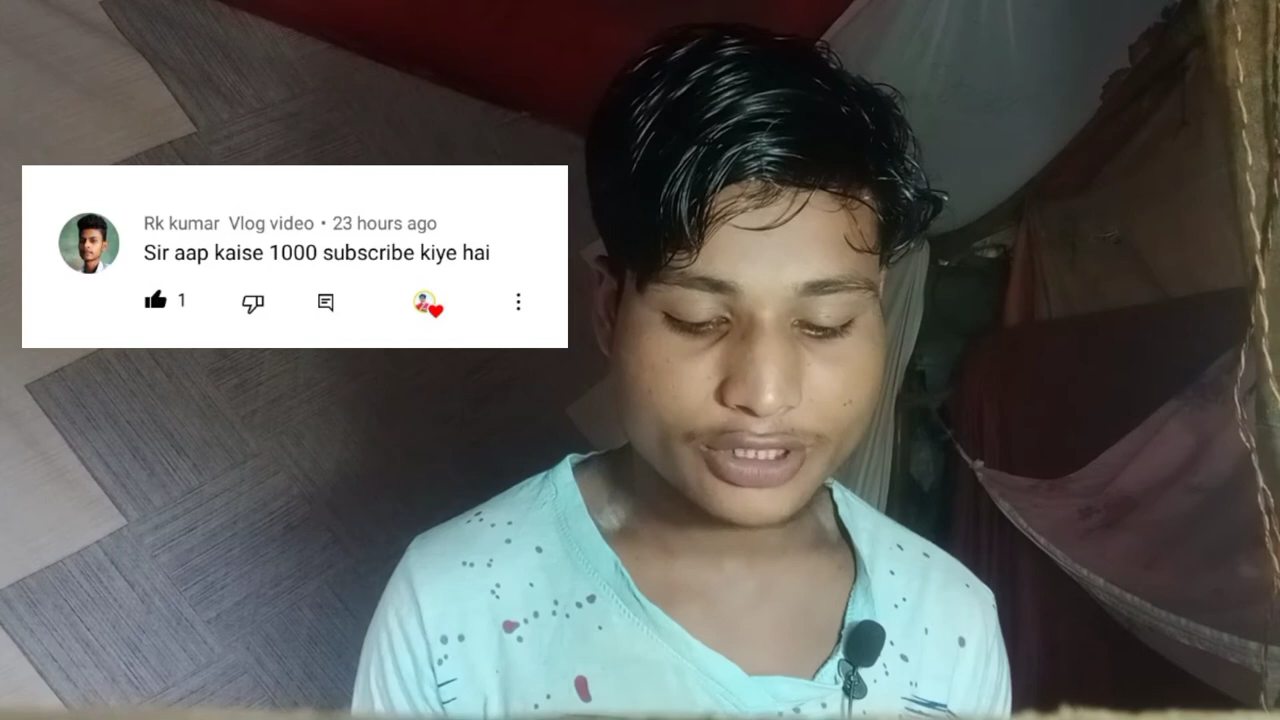 Rk kumar Vlog video • 23 hours ago
Sir aap kaise 1000 subscribe kiye hai
1